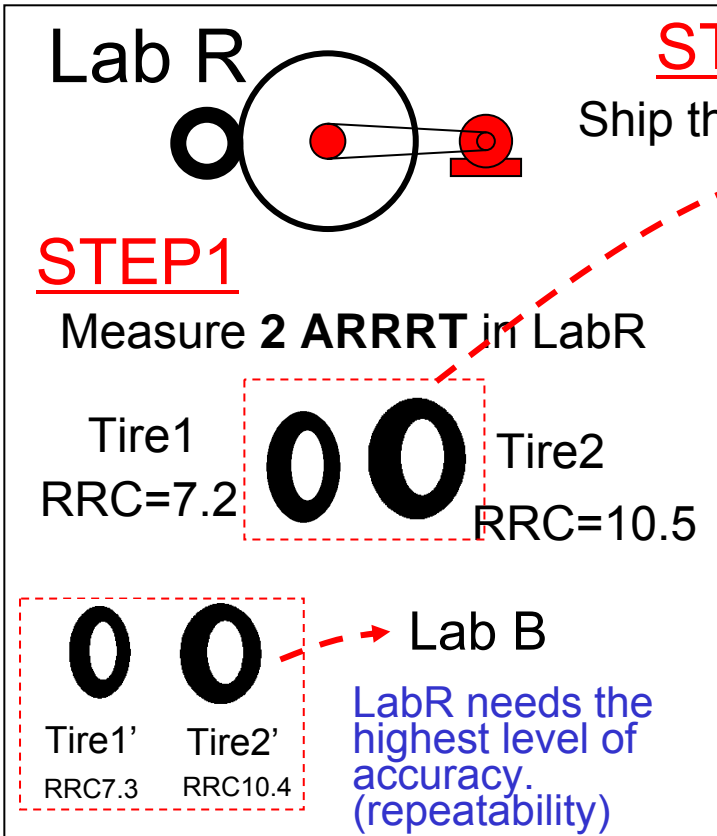 Lab R
ST
Ship th
STEP1
Measure 2 ARRRT in LabR
Tire1
RRC=7.2
Tire2
RRC=10.5
Lab B
Tire1’
RRC7.3
Tire2’
RRC10.4
LabR needs the
highest level of
accuracy.
(repeatability)